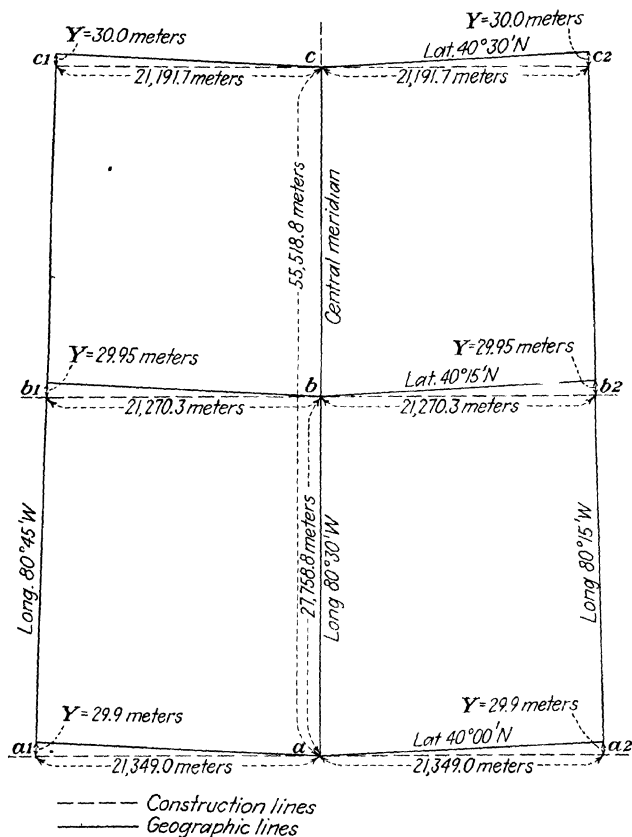 Y=30.0 meters
Y=30.0 meters
c1
c
Lat. 40°30'N
c2
21,191.7 meters
21,191.7 meters
55,518.8 meters
Central meridian
Y=29.95 meters
Y=29.95 meters
b1
b
Lat. 40°15'N
b2
21,270.3 meters
21,270.3 meters
Long. 80°45'W
27,758.8 meters
Long 80°30'W
Long 80°15'W
Y=29.9 meters
Y=29.9 meters
a1
a
Lat 40°00'N
a2
21,349.0 meters
21,349.0 meters
Construction lines
Geographic lines